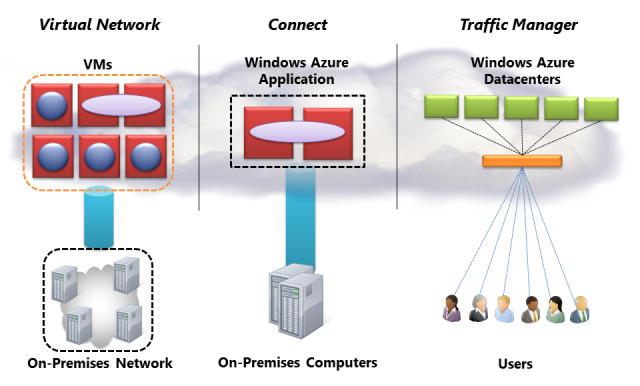 Virtual Network
Connect
Traffic Manager
VMs
Windows Azure
Application
Windows Azure
Datacenters
On-Premises Network
On-Premises Computers
Users